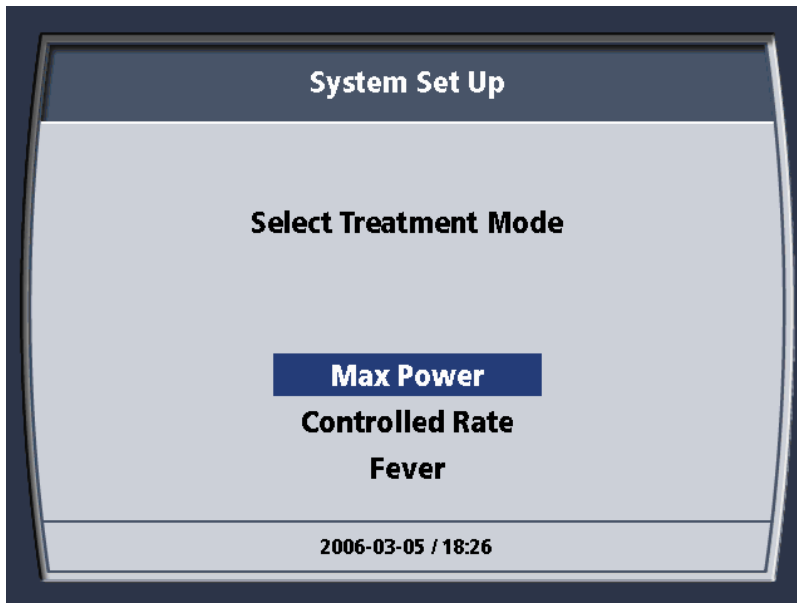 System Set Up
Select Treatment Mode
Max Power
Controlled Rate
Fever
2006-03-05 / 18:26